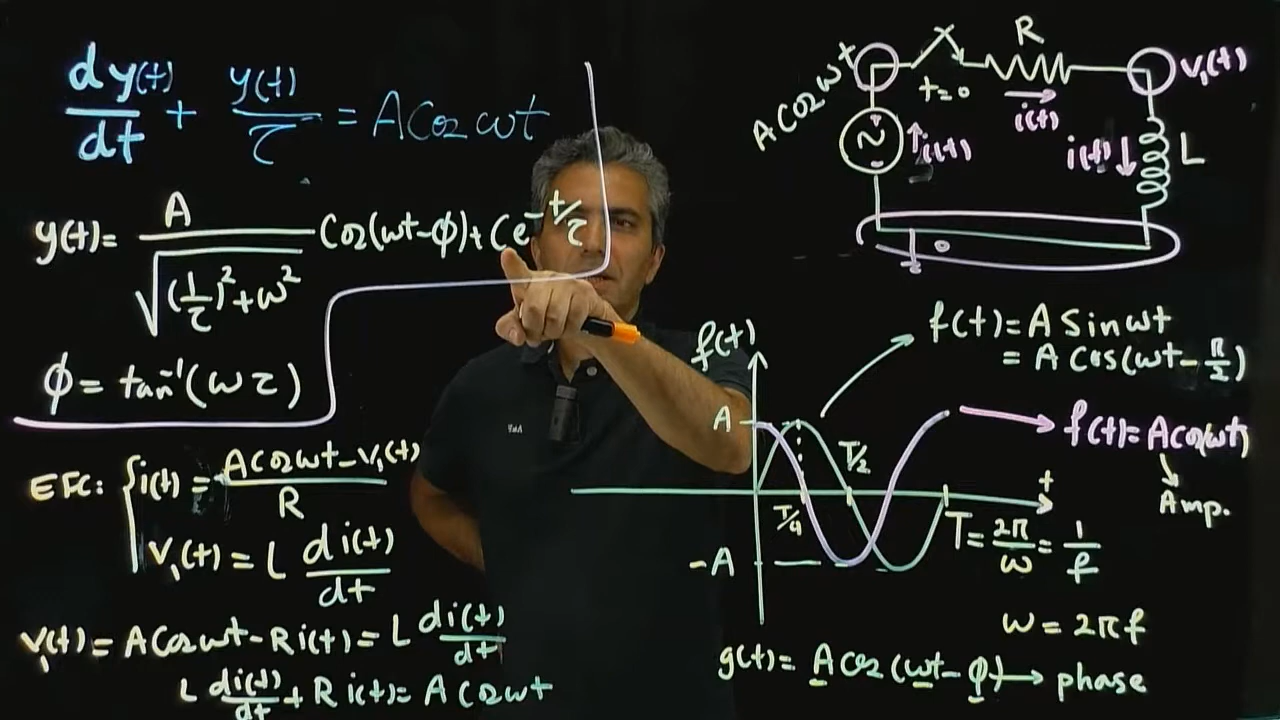 dy(t)/dt + y(t)/τ = A Cos ωt
y(t) = A/√((1/τ)²+ω²) Cos(ωt-ϕ)+Ce^-t/τ
ϕ = tan⁻¹(ωτ)
EFC: { i(t) = A Cos ωt - v₁(t)/R
v₁(t) = L di(t)/dt
v₁(t) = A Cos ωt - R i(t) = L di(t)/dt
L di(t)/dt + R i(t) = A Cos ωt
A Cos ωt
t=0
R
v₁(t)
i(t)
~
+
-
i(t)
i(t)
L
0
f(t) = A Sin ωt
= A Cos(ωt - π/2)
f(t)
A
T/2
T/4
-A
t
f(t) = A Cos(ωt)
Amp.
T = 2π/ω = 1/f
ω = 2πf
g(t) = A Cos(ωt - ϕ) → phase